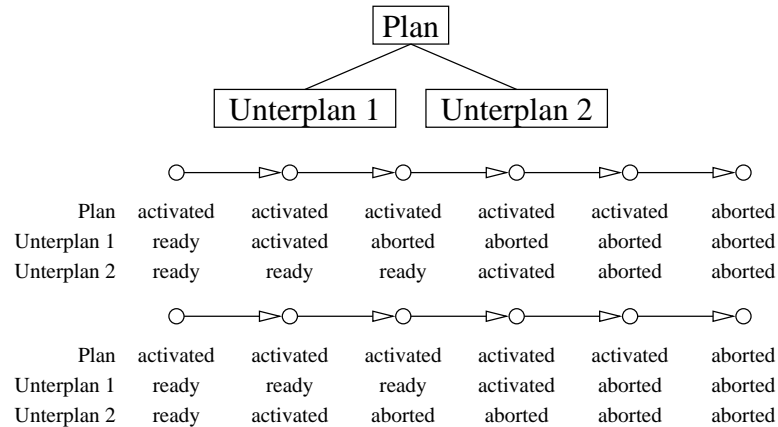 Plan
Unterplan 1 Unterplan 2
Plan activated activated activated activated activated aborted
Unterplan 1 ready activated aborted aborted aborted aborted
Unterplan 2 ready ready ready activated aborted aborted
Plan activated activated activated activated activated aborted
Unterplan 1 ready ready ready activated aborted aborted
Unterplan 2 ready activated aborted aborted aborted aborted